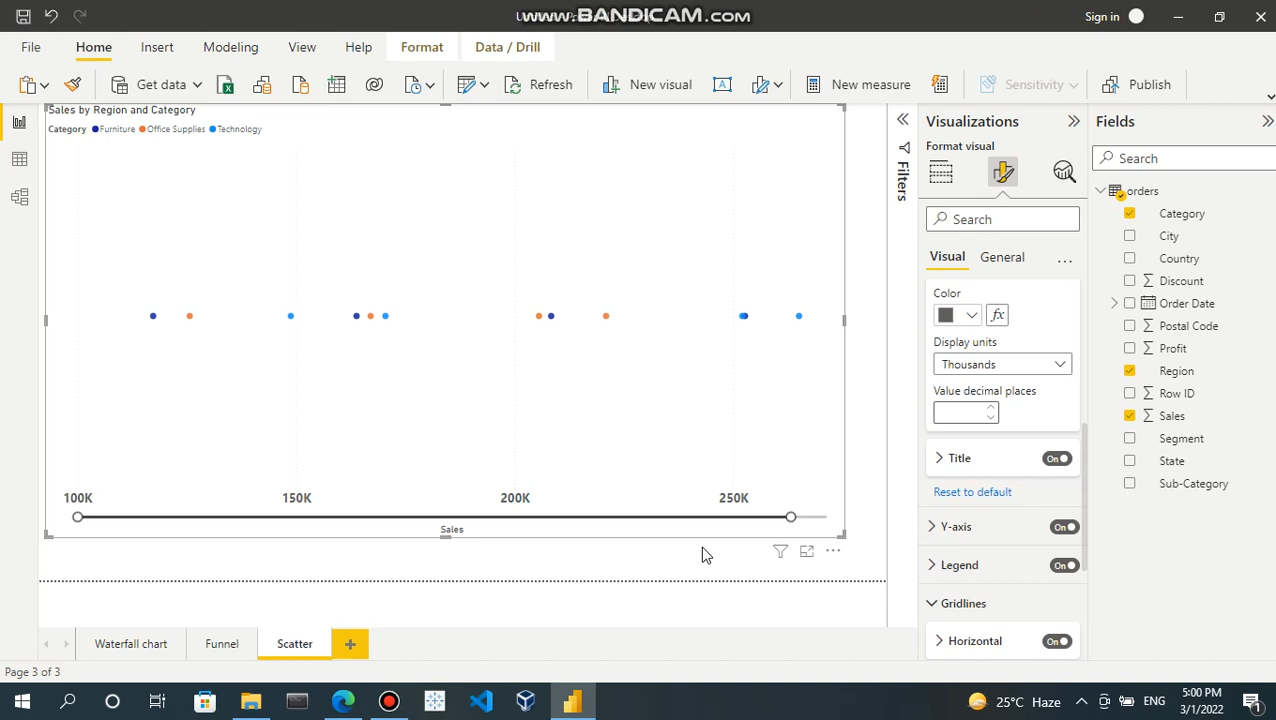 www.BANDICAM.com
Sign in
File
Home
Insert
Modeling
View
Help
Format
Data / Drill
Get data
Refresh
New visual
New measure
Sensitivity
Publish
Sales by Region and Category
Category Furniture Office Supplies Technology
100K 150K 200K 250K
Sales
Filters
Visualizations
Format visual
Search
Visual General ...
Color
fx
Display units
Thousands
Value decimal places
Title On
Reset to default
Y-axis On
Legend On
Gridlines
Horizontal On
Fields
Search
orders
Category
City
Country
Discount
Order Date
Postal Code
Profit
Region
Row ID
Sales
Segment
State
Sub-Category
Waterfall chart
Funnel
Scatter
Page 3 of 3
25°C Haze
ENG
5:00 PM
3/1/2022
1